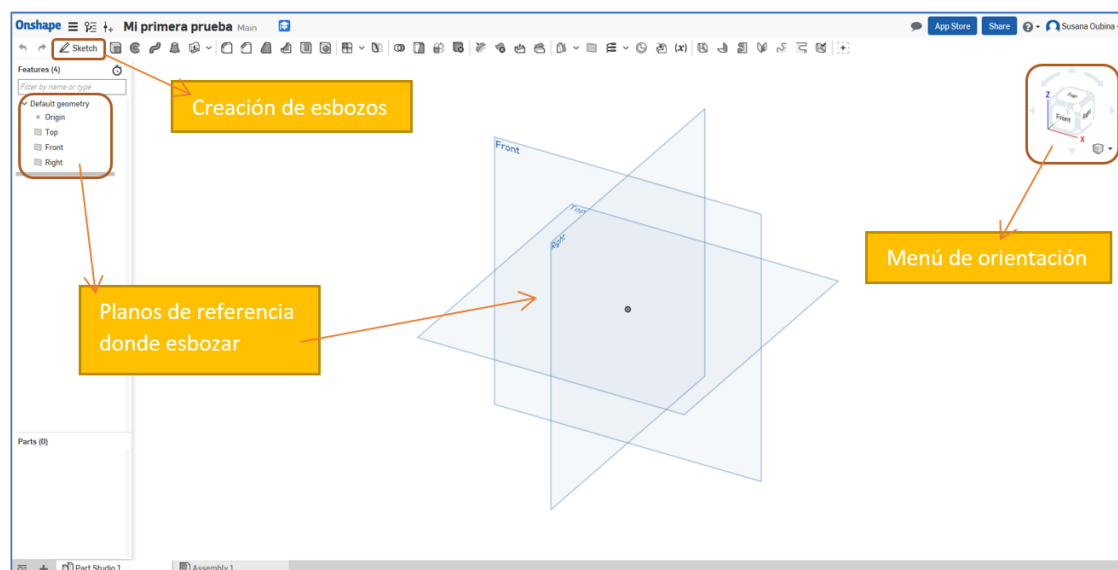 Onshape Mi primera prueba Main App Store Share Susana Oubina
Sketch (x)
Features (4)
Filter by name or type
Default geometry
Origin
Top
Front
Right
Creación de esbozos
Front
Top
Right
Z
Top
Front
Right
X
Menú de orientación
Planos de referencia
donde esbozar
Parts (0)
Part Studio 1 Assembly 1